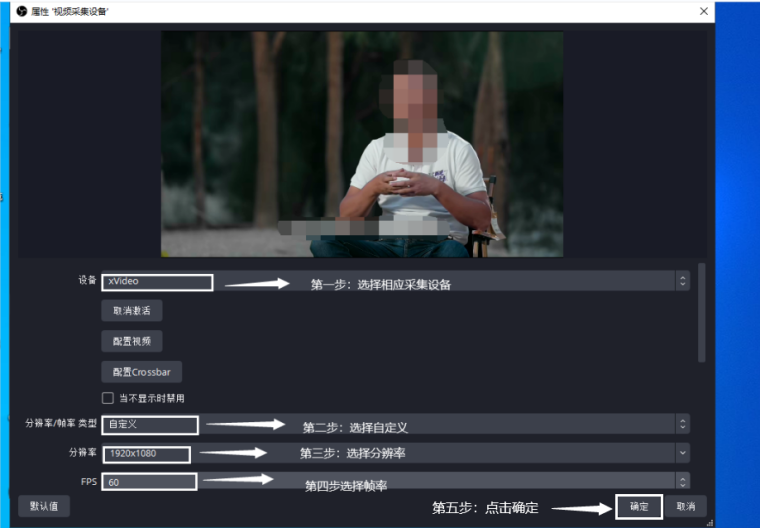 属性 '视频采集设备'
设备 xVideo 第一步：选择相应采集设备
取消激活
配置视频
配置Crossbar
当不显示时禁用
分辨率/帧率 类型 自定义 第二步：选择自定义
分辨率 1920x1080 第三步：选择分辨率
FPS 60 第四步选择帧率
默认值 第五步：点击确定 确定 取消